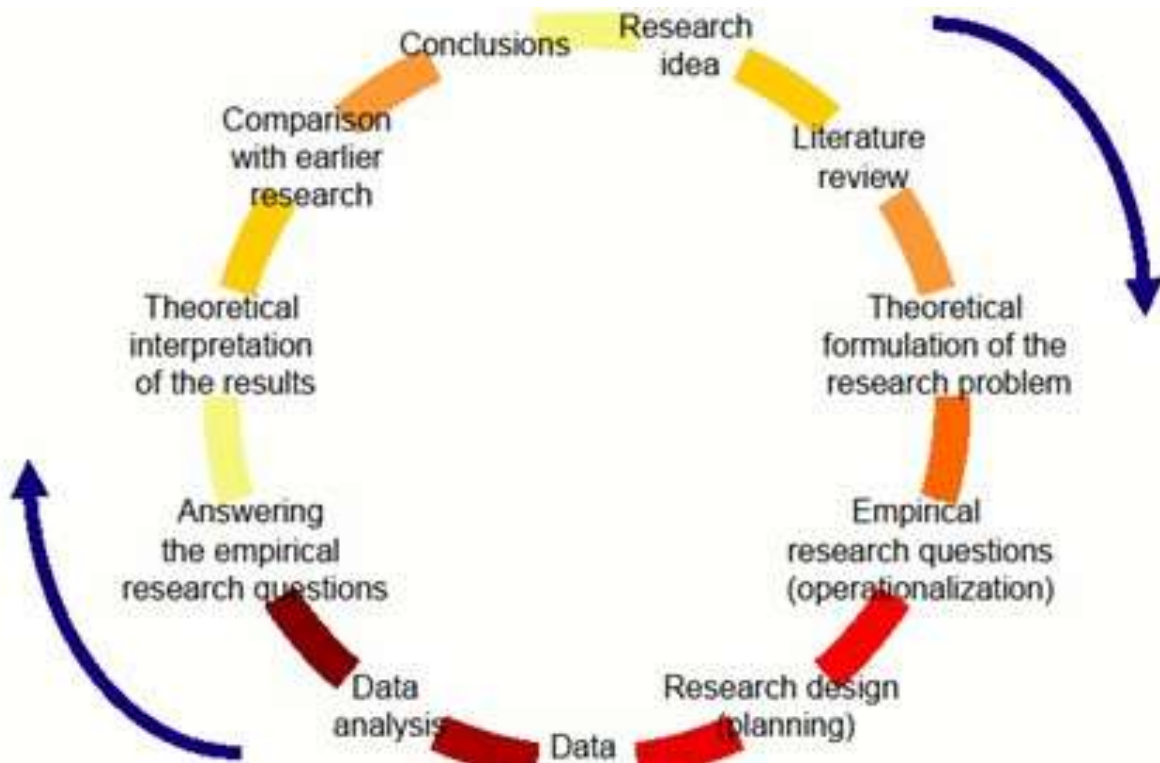 Research
idea
Literature
review
Theoretical
formulation of the
research problem
Empirical
research questions
(operationalization)
Research design
(planning)
Data
Data
analysis
Answering
the empirical
research questions
Theoretical
interpretation
of the results
Comparison
with earlier
research
Conclusions